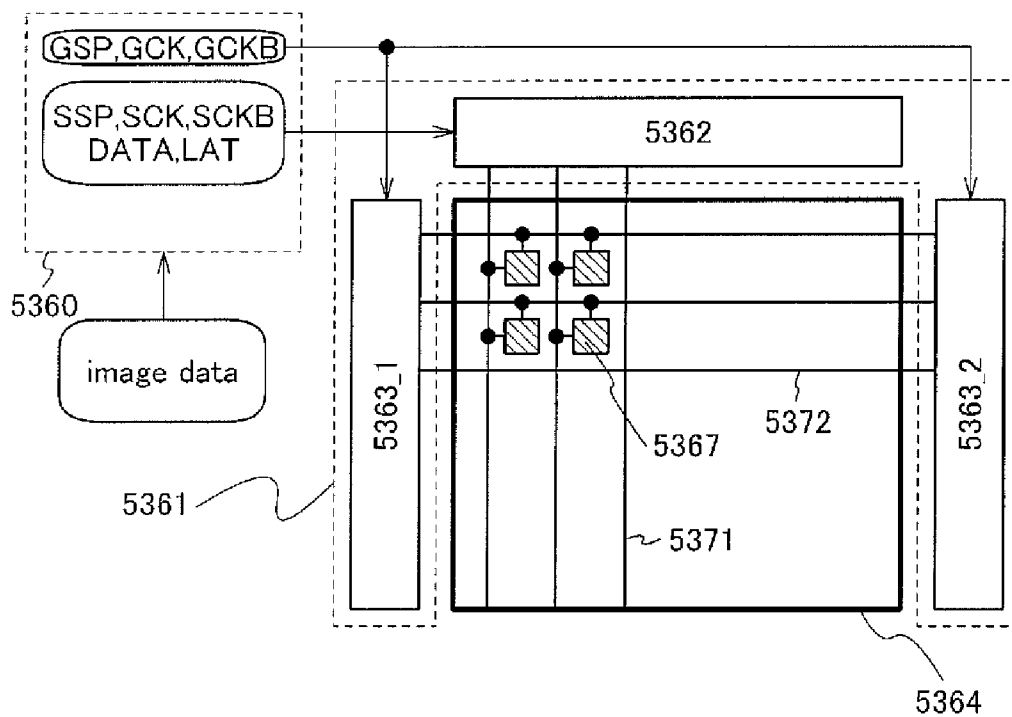 GSP,GCK,GCKB
SSP,SCK,SCKB
DATA,LAT
5362
5360
image data
5363_1
5363_2
5372
5367
5361
5371
5364